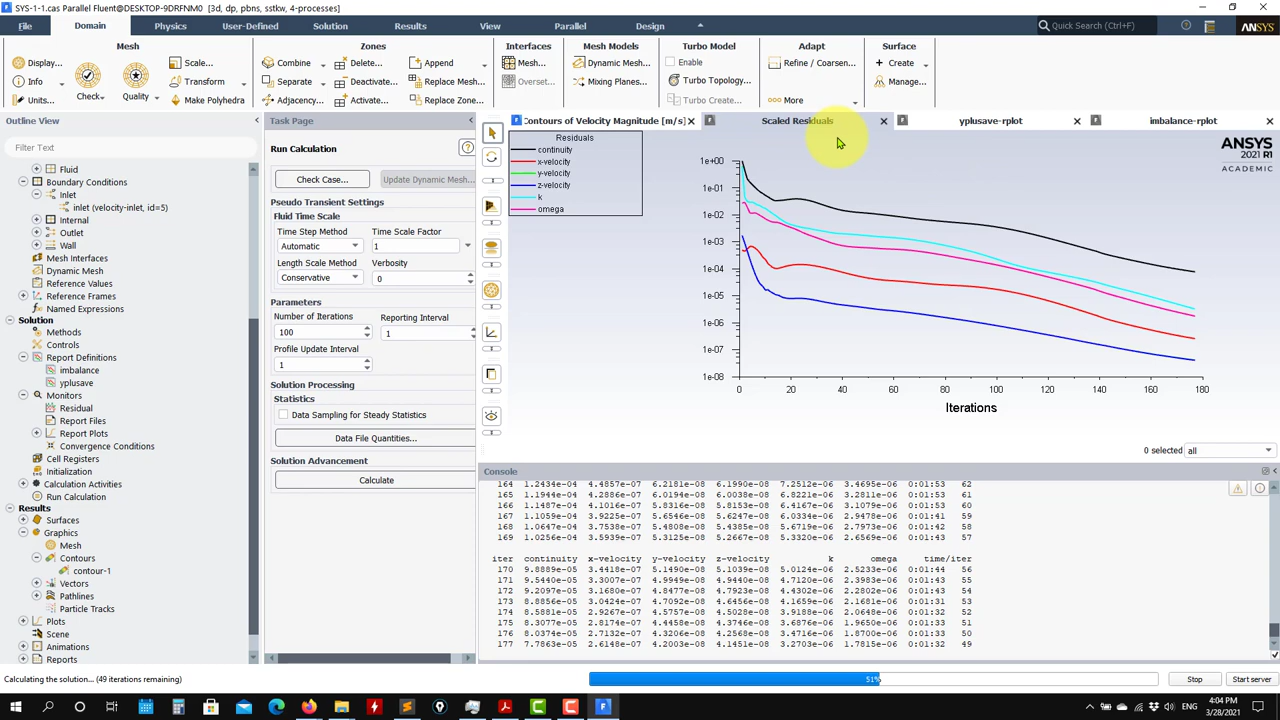 SYS-1-1.cas Parallel Fluent@DESKTOP-9DRFNM0 [3d, dp, pbns, sstkw, 4-processes]
File Domain Physics User-Defined Solution Results Parallel View Design
Search (Ctrl+F)
ANSYS
Mesh Zones Interfaces Mesh Models Turbo Model Adapt Surface
Display... Scale... Combine Delete... Append Mesh... Dynamic Mesh... Enable Refine / Coarsen... Create
Info Check Quality Transform Separate Deactivate... Replace Mesh... Overset... Mixing Planes... Turbo Topology... Manage...
Units... Make Polyhedra Adjacency... Activate... Replace Zone... Turbo Create... More
Outline View
Filter Text
Fluid
Boundary Conditions
Inlet
inlet (velocity-inlet, id=5)
Internal
Outlet
Wall
Mesh Interfaces
Dynamic Mesh
Reference Values
Reference Frames
Named Expressions
Solution
Methods
Controls
Report Definitions
imbalance
yplusave
Monitors
Residual
Report Files
Report Plots
Convergence Conditions
Cell Registers
Initialization
Calculation Activities
Run Calculation
Results
Surfaces
Graphics
Mesh
Contours
contour-1
Vectors
Pathlines
Particle Tracks
Plots
Scene
Animations
Reports
Task Page
Run Calculation
Check Case... Update Dynamic Mesh...
Pseudo Transient Settings
Fluid Time Scale
Time Step Method Time Scale Factor
Automatic 1
Length Scale Method Verbosity
Conservative 0
Parameters
Number of Iterations Reporting Interval
100 1
Profile Update Interval
1
Solution Processing
Statistics
Data Sampling for Steady Statistics
Data File Quantities...
Solution Advancement
Calculate
Contours of Velocity Magnitude [m/s] Scaled Residuals yplusve-rplot imbalance-rplot
Residuals
continuity
x-velocity
y-velocity
z-velocity
k
omega
ANSYS
2021 R1
ACADEMIC
1e+00
1e-01
1e-02
1e-03
1e-04
1e-05
1e-06
1e-07
1e-08
0 20 40 60 80 100 120 140 160 180
Iterations
0 selected all
Console
164 1.2434e-04 4.4857e-07 6.2181e-08 6.1990e-08 7.2512e-06 3.4695e-06 0:01:53 62
165 1.1944e-04 4.2886e-07 6.0194e-08 6.0038e-08 6.8221e-06 3.2811e-06 0:01:53 61
166 1.1487e-04 4.1016e-07 5.8316e-08 5.8153e-08 6.4167e-06 3.1079e-06 0:01:53 60
167 1.1059e-04 3.9225e-07 5.6546e-08 5.6247e-08 6.0334e-06 2.9478e-06 0:01:41 59
168 1.0647e-04 3.7538e-07 5.4808e-08 5.4385e-08 5.6719e-06 2.7973e-06 0:01:42 58
169 1.0260e-04 3.5939e-07 5.3125e-08 5.2667e-08 5.3320e-06 2.6569e-06 0:01:43 57
iter continuity x-velocity y-velocity z-velocity k omega time/iter
170 9.8889e-05 3.4418e-07 5.1490e-08 5.1039e-08 5.0124e-06 2.5233e-06 0:01:44 56
171 9.5440e-05 3.3007e-07 4.9949e-08 4.9440e-08 4.7120e-06 2.3983e-06 0:01:45 55
172 9.2097e-05 3.1680e-07 4.8477e-08 4.7923e-08 4.4302e-06 2.2802e-06 0:01:43 54
173 8.8856e-05 3.0424e-07 4.7092e-08 4.6456e-08 4.1659e-06 2.1681e-06 0:01:31 53
174 8.5881e-05 2.9267e-07 4.5757e-08 4.5028e-08 3.9188e-06 2.0648e-06 0:01:32 52
175 8.3077e-05 2.8174e-07 4.4458e-08 4.3746e-08 3.6876e-06 1.9650e-06 0:01:33 51
176 8.0374e-05 2.7132e-07 4.3206e-08 4.2568e-08 3.4716e-06 1.8700e-06 0:01:33 50
177 7.7863e-05 2.6148e-07 4.2003e-08 4.1451e-08 3.2703e-06 1.7815e-06 0:01:32 49
Calculating the solution... (49 iterations remaining) 51% Stop Start server
ENG 4:04 PM
3/28/2021